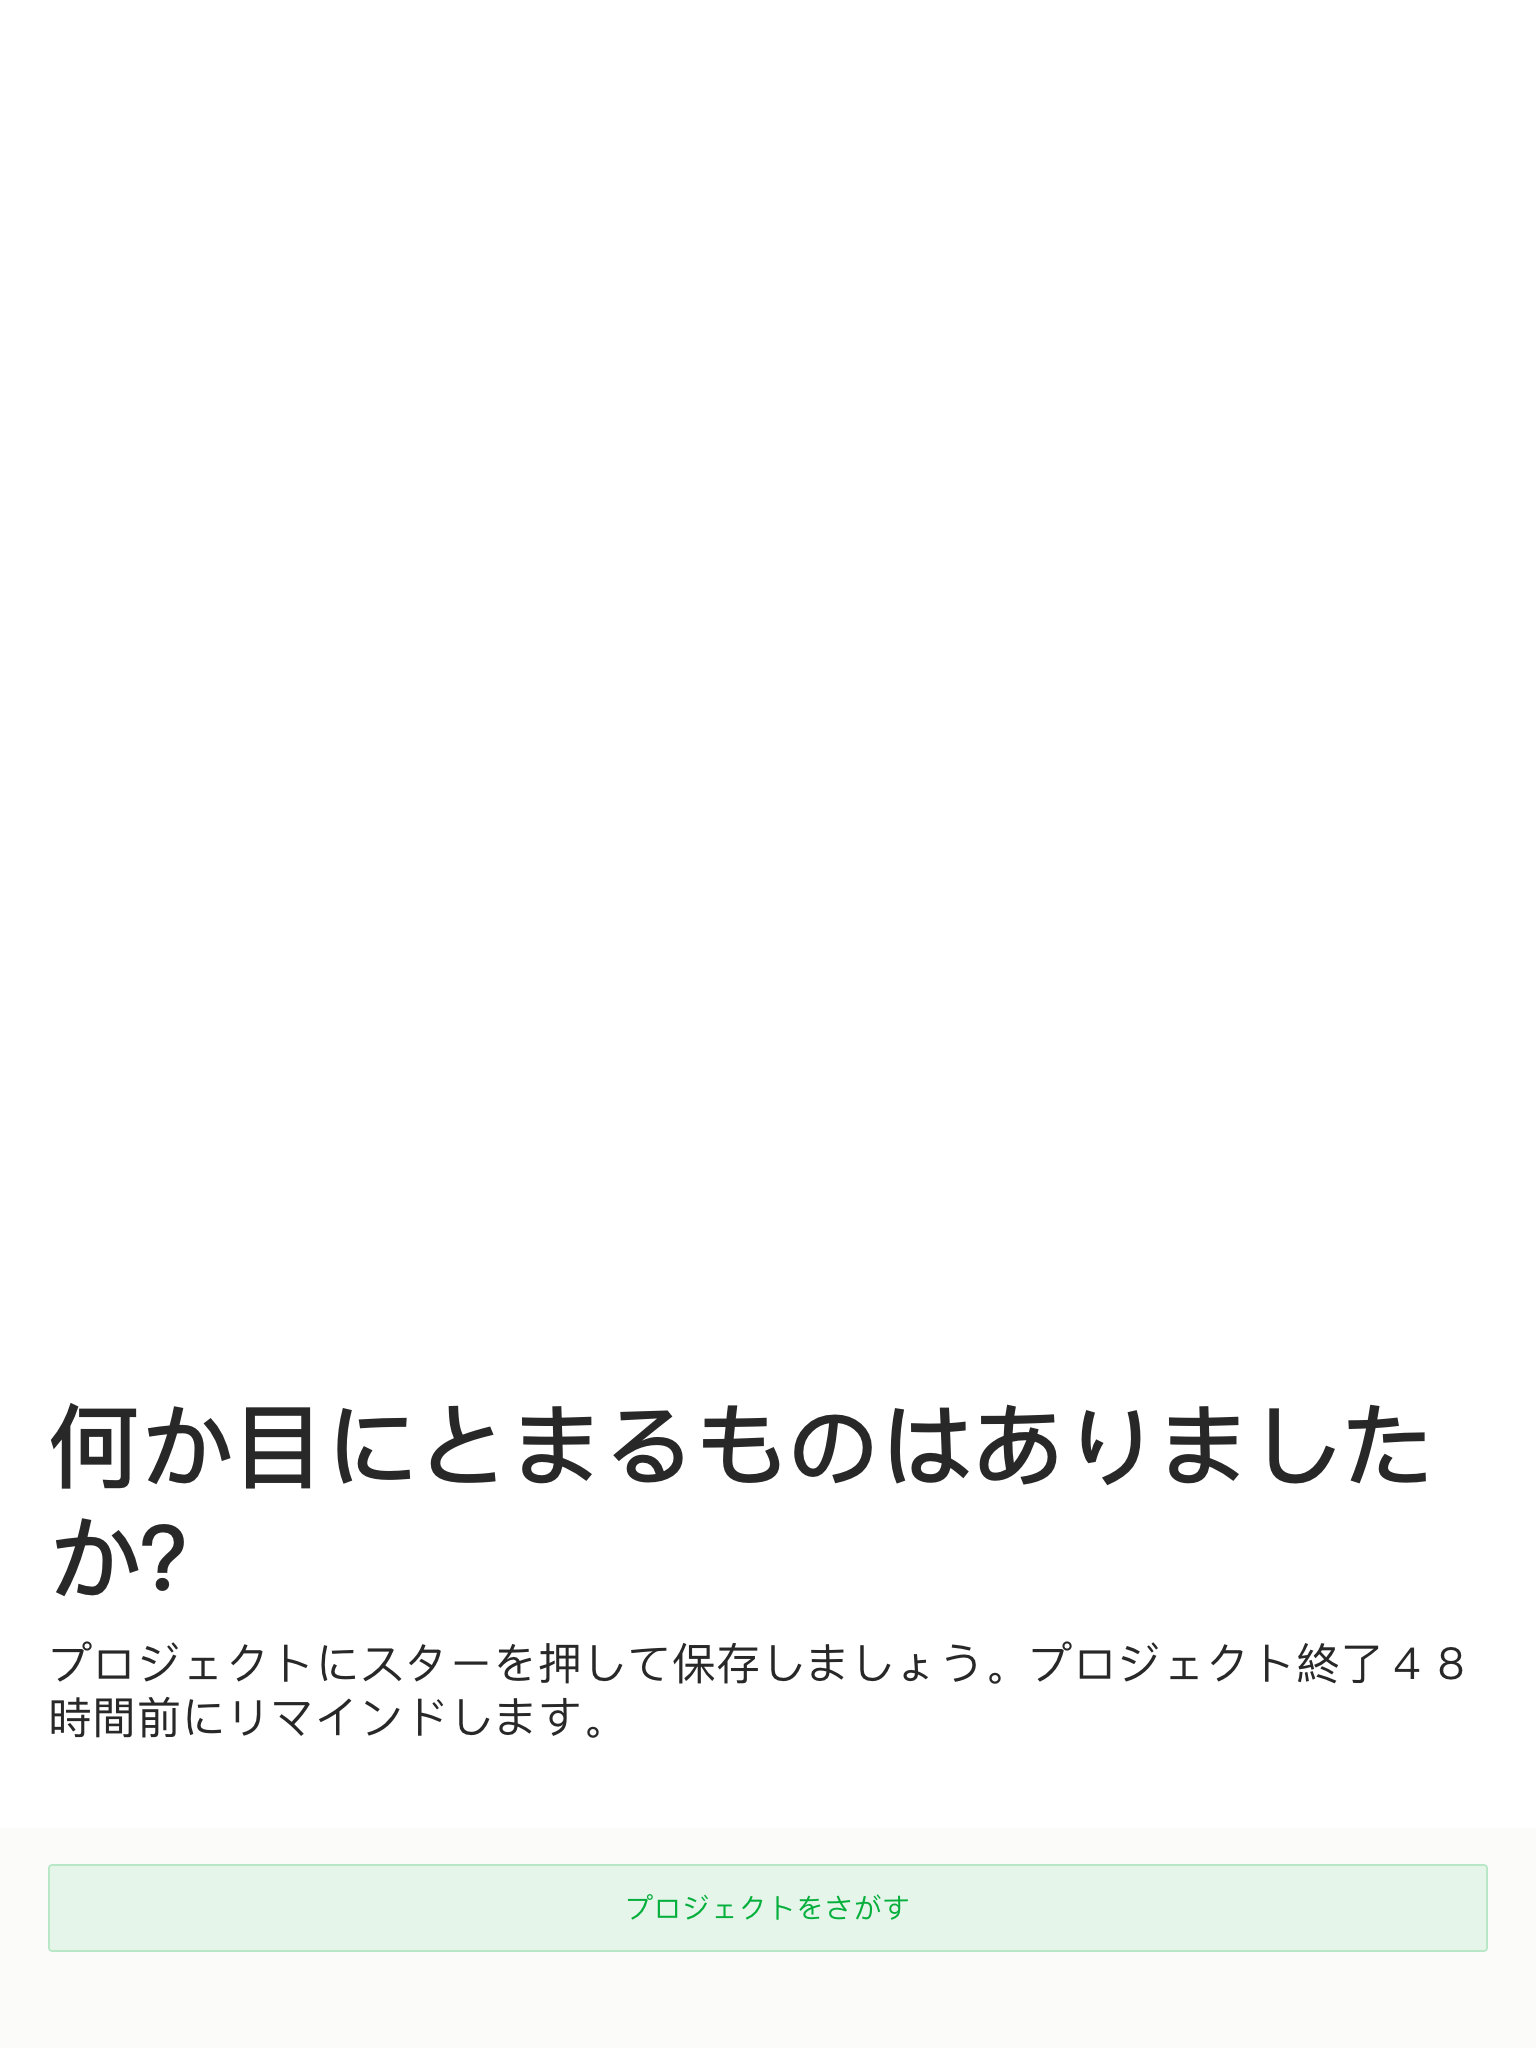 何か目にとまるものはありました
か?
プロジェクトにスターを押して保存しましょう。プロジェクト終了４８
時間前にリマインドします。
プロジェクトをさがす